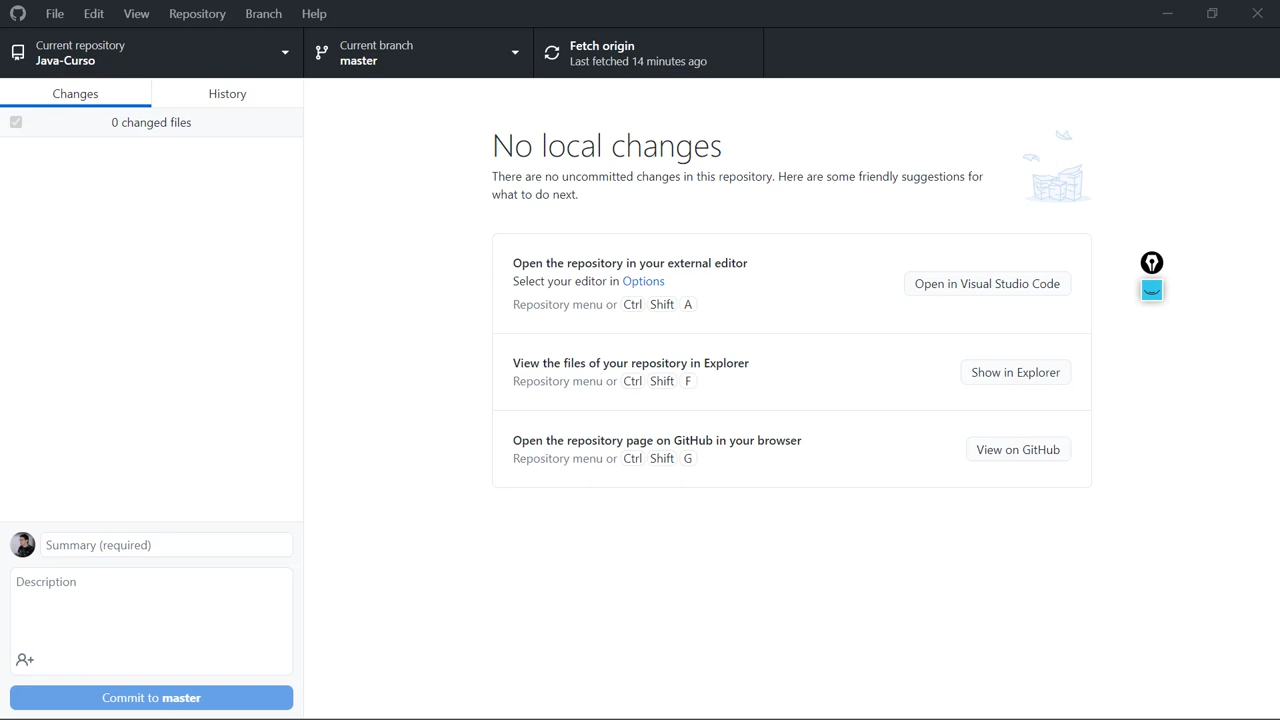 File Edit View Repository Branch Help
Current repository
Java-Curso
Current branch
master
Fetch origin
Last fetched 14 minutes ago
Changes History
0 changed files
No local changes
There are no uncommitted changes in this repository. Here are some friendly suggestions for
what to do next.
Open the repository in your external editor
Select your editor in Options
Repository menu or Ctrl Shift A
Open in Visual Studio Code
View the files of your repository in Explorer
Repository menu or Ctrl Shift F
Show in Explorer
Open the repository page on GitHub in your browser
Repository menu or Ctrl Shift G
View on GitHub
Summary (required)
Description
Commit to master